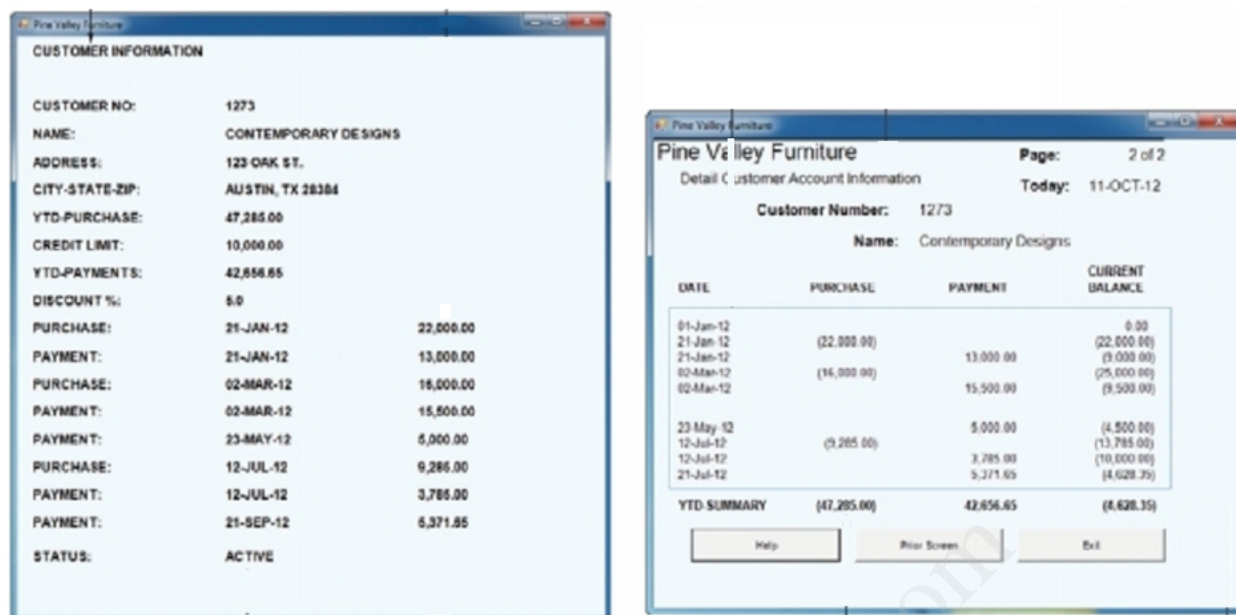 Pine Valley Furniture
CUSTOMER INFORMATION
CUSTOMER NO: 1273
NAME: CONTEMPORARY DESIGNS
ADDRESS: 123 OAK ST.
CITY-STATE-ZIP: AUSTIN, TX 28384
YTD-PURCHASE: 47,285.00
CREDIT LIMIT: 10,000.00
YTD-PAYMENTS: 42,656.65
DISCOUNT %: 5.0
PURCHASE: 21-JAN-12 22,000.00
PAYMENT: 21-JAN-12 13,000.00
PURCHASE: 02-MAR-12 16,000.00
PAYMENT: 02-MAR-12 15,500.00
PAYMENT: 23-MAY-12 5,000.00
PURCHASE: 12-JUL-12 9,285.00
PAYMENT: 12-JUL-12 3,785.00
PAYMENT: 21-SEP-12 5,371.65
STATUS: ACTIVE
Pine Valley Furniture
Pine Valley Furniture Page: 2 of 2
Detail Customer Account Information Today: 11-OCT-12
Customer Number: 1273
Name: Contemporary Designs
CURRENT
DATE PURCHASE PAYMENT BALANCE
01-Jan-12 0.00
21-Jan-12 (22,000.00) (22,000.00)
21-Jan-12 13,000.00 (9,000.00)
02-Mar-12 (16,000.00) (25,000.00)
02-Mar-12 15,500.00 (9,500.00)
23-May-12 5,000.00 (4,500.00)
12-Jul-12 (9,285.00) (13,785.00)
12-Jul-12 3,785.00 (10,000.00)
21-Jul-12 5,371.65 (4,628.35)
YTD-SUMMARY (47,285.00) 42,656.65 (4,628.35)
Help Prior Screen Exit